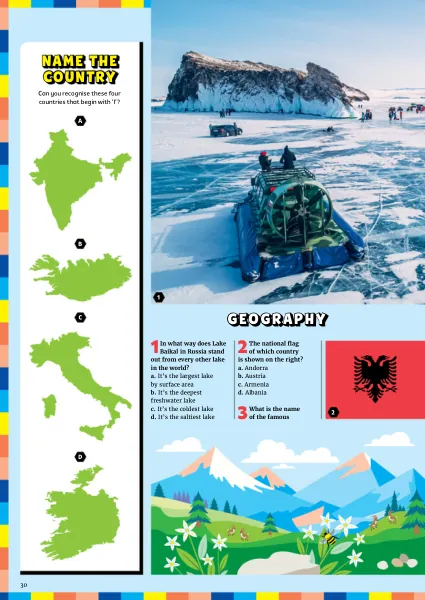 NAME THE
COUNTRY
Can you recognise these four
countries that begin with 'I'?
A
B
C
D
1
GEOGRAPHY
1 In what way does Lake
Baikal in Russia stand
out from every other lake
in the world?
a. It's the largest lake
by surface area
b. It's the deepest
freshwater lake
c. It's the coldest lake
d. It's the saltiest lake
2 The national flag
of which country
is shown on the right?
a. Andorra
b. Austria
c. Armenia
d. Albania
3 What is the name
of the famous
2
30